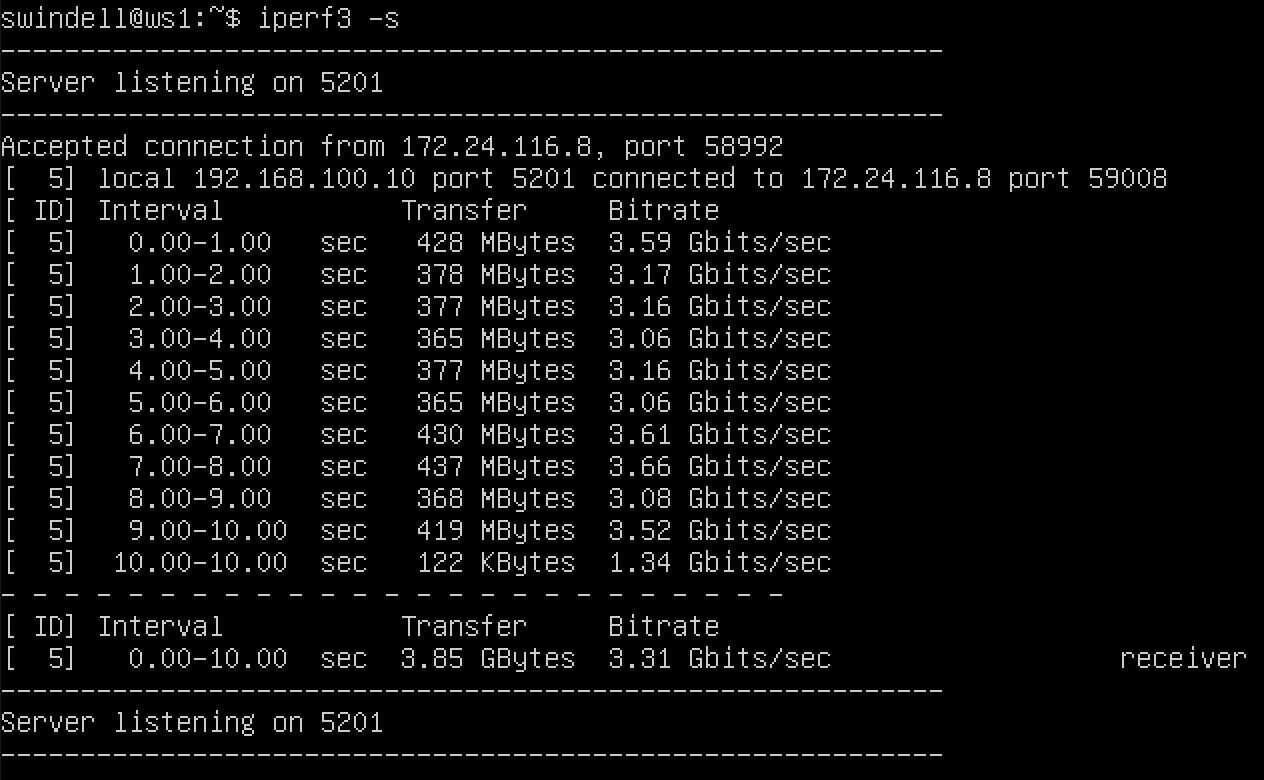 swindell@ws1:~$ iperf3 -s
-----------------------------------------------------------
Server listening on 5201
-----------------------------------------------------------
Accepted connection from 172.24.116.8, port 58992
[  5] local 192.168.100.10 port 5201 connected to 172.24.116.8 port 59008
[ ID] Interval           Transfer     Bitrate
[  5]   0.00-1.00   sec   428 MBytes  3.59 Gbits/sec
[  5]   1.00-2.00   sec   378 MBytes  3.17 Gbits/sec
[  5]   2.00-3.00   sec   377 MBytes  3.16 Gbits/sec
[  5]   3.00-4.00   sec   365 MBytes  3.06 Gbits/sec
[  5]   4.00-5.00   sec   377 MBytes  3.16 Gbits/sec
[  5]   5.00-6.00   sec   365 MBytes  3.06 Gbits/sec
[  5]   6.00-7.00   sec   430 MBytes  3.61 Gbits/sec
[  5]   7.00-8.00   sec   437 MBytes  3.66 Gbits/sec
[  5]   8.00-9.00   sec   368 MBytes  3.08 Gbits/sec
[  5]   9.00-10.00  sec   419 MBytes  3.52 Gbits/sec
[  5]  10.00-10.00  sec   122 KBytes  1.34 Gbits/sec
- - - - - - - - - - - - - - - - - - - - - - - - -
[ ID] Interval           Transfer     Bitrate
[  5]   0.00-10.00  sec  3.85 GBytes  3.31 Gbits/sec                  receiver
-----------------------------------------------------------
Server listening on 5201
-----------------------------------------------------------